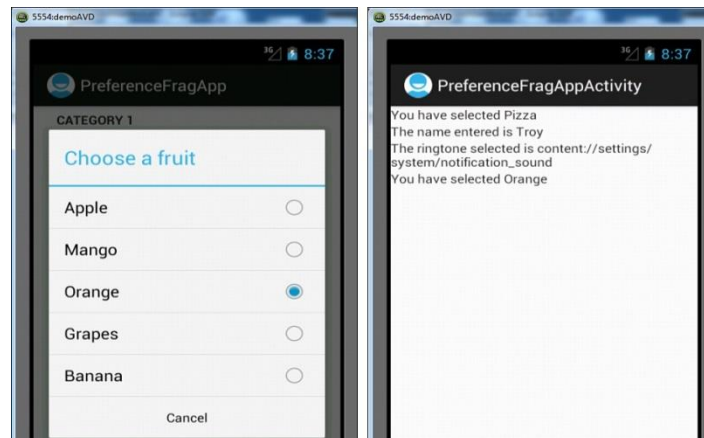 5554:demoAVD
3G 8:37
PreferenceFragApp
CATEGORY 1
Choose a fruit
Apple
Mango
Orange
Grapes
Banana
Cancel
5554:demoAVD
3G 8:37
PreferenceFragAppActivity
You have selected Pizza
The name entered is Troy
The ringtone selected is content://settings/
system/notification_sound
You have selected Orange